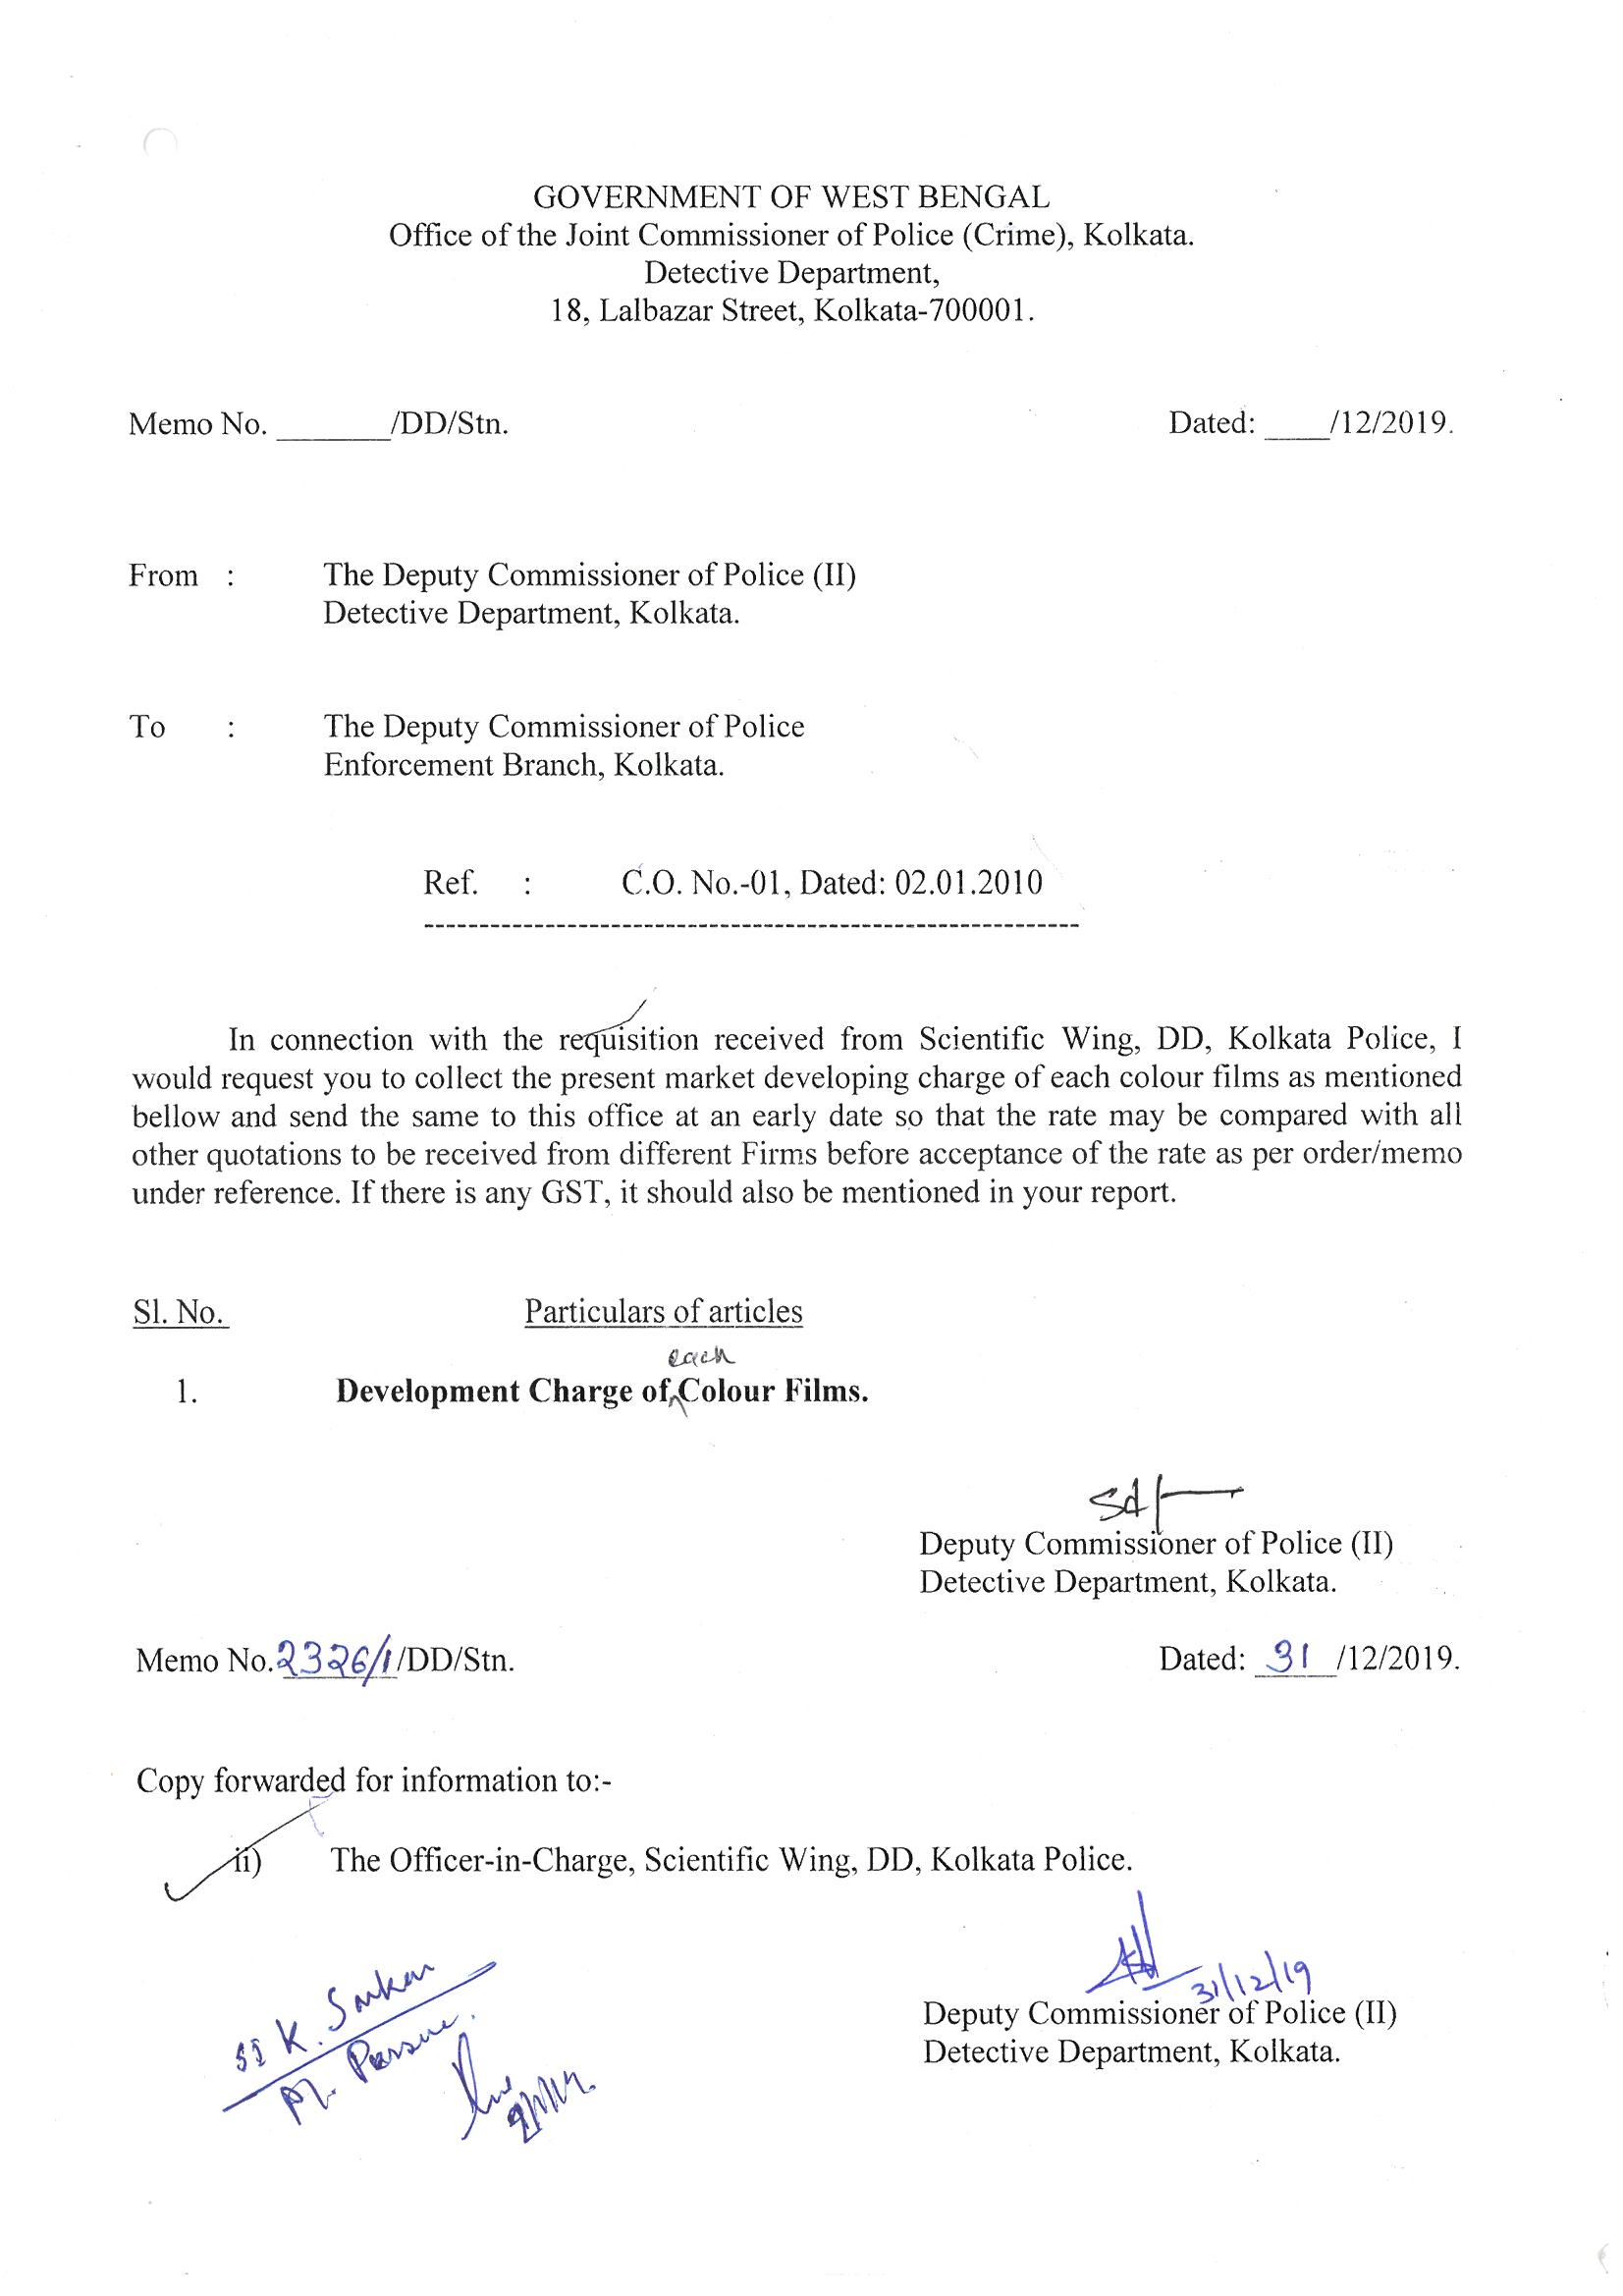 GOVERNMENT OF WEST BENGAL
Office of the Joint Commissioner of Police (Crime), Kolkata.
Detective Department,
18, Lalbazar Street, Kolkata-700001.
Memo No. _______/DD/Stn. Dated: ____/12/2019.
From : The Deputy Commissioner of Police (II)
Detective Department, Kolkata.
To : The Deputy Commissioner of Police
Enforcement Branch, Kolkata.
Ref. : C.O. No.-01, Dated: 02.01.2010
------------------------------------------------------------
In connection with the requisition received from Scientific Wing, DD, Kolkata Police, I
would request you to collect the present market developing charge of each colour films as mentioned
bellow and send the same to this office at an early date so that the rate may be compared with all
other quotations to be received from different Firms before acceptance of the rate as per order/memo
under reference. If there is any GST, it should also be mentioned in your report.
Sl. No. Particulars of articles
each
1. Development Charge of Colour Films.
Sd/-
Deputy Commissioner of Police (II)
Detective Department, Kolkata.
Memo No. 2326/1/DD/Stn. Dated: 31/12/2019.
Copy forwarded for information to:-
ii) The Officer-in-Charge, Scientific Wing, DD, Kolkata Police.
31/12/19
Deputy Commissioner of Police (II)
Detective Department, Kolkata.
SI K. Sarkar